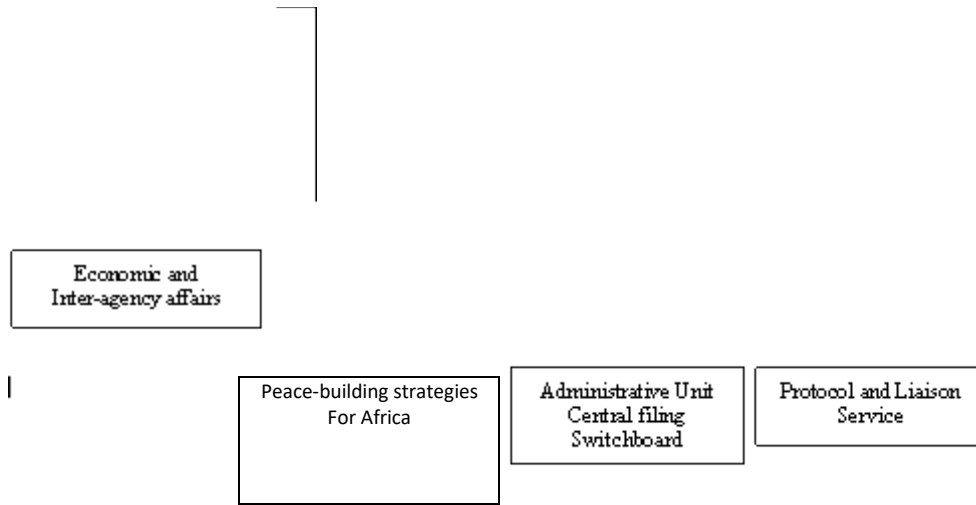 Economic and
Inter-agency affairs
Peace-building strategies
For Africa
Administrative Unit
Central filing
Switchboard
Protocol and Liaison
Service